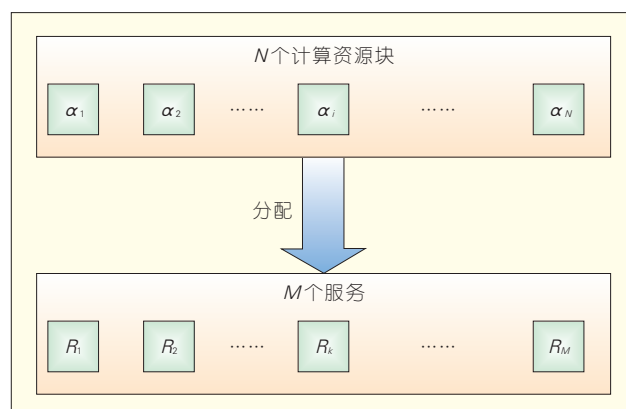 N个计算资源块
α1 α2 …… αi …… αN
分配
M个服务
R1 R2 …… Rk …… RM